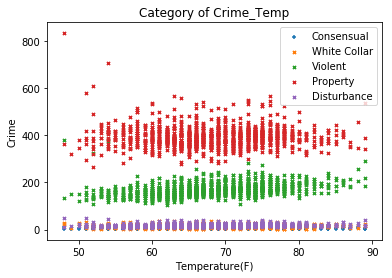 Category of Crime_Temp
Consensual
White Collar
Violent
Property
Disturbance
Crime
800
600
400
200
0
50
60
70
80
90
Temperature(F)